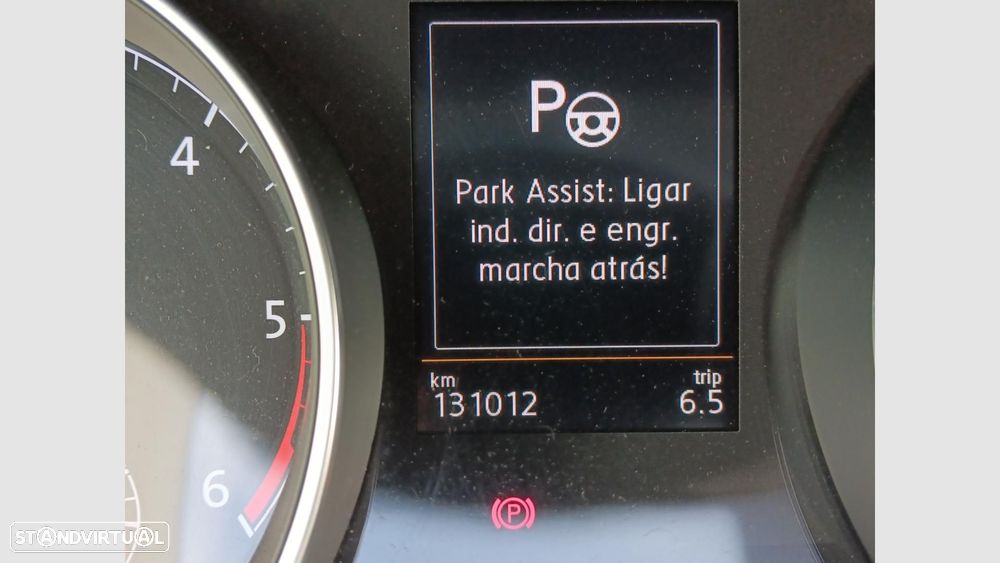 4
5
6
P
Park Assist: Ligar
ind. dir. e engr.
marcha atrás!
km
trip
131012
6.5
P
STANDVIRTUAL